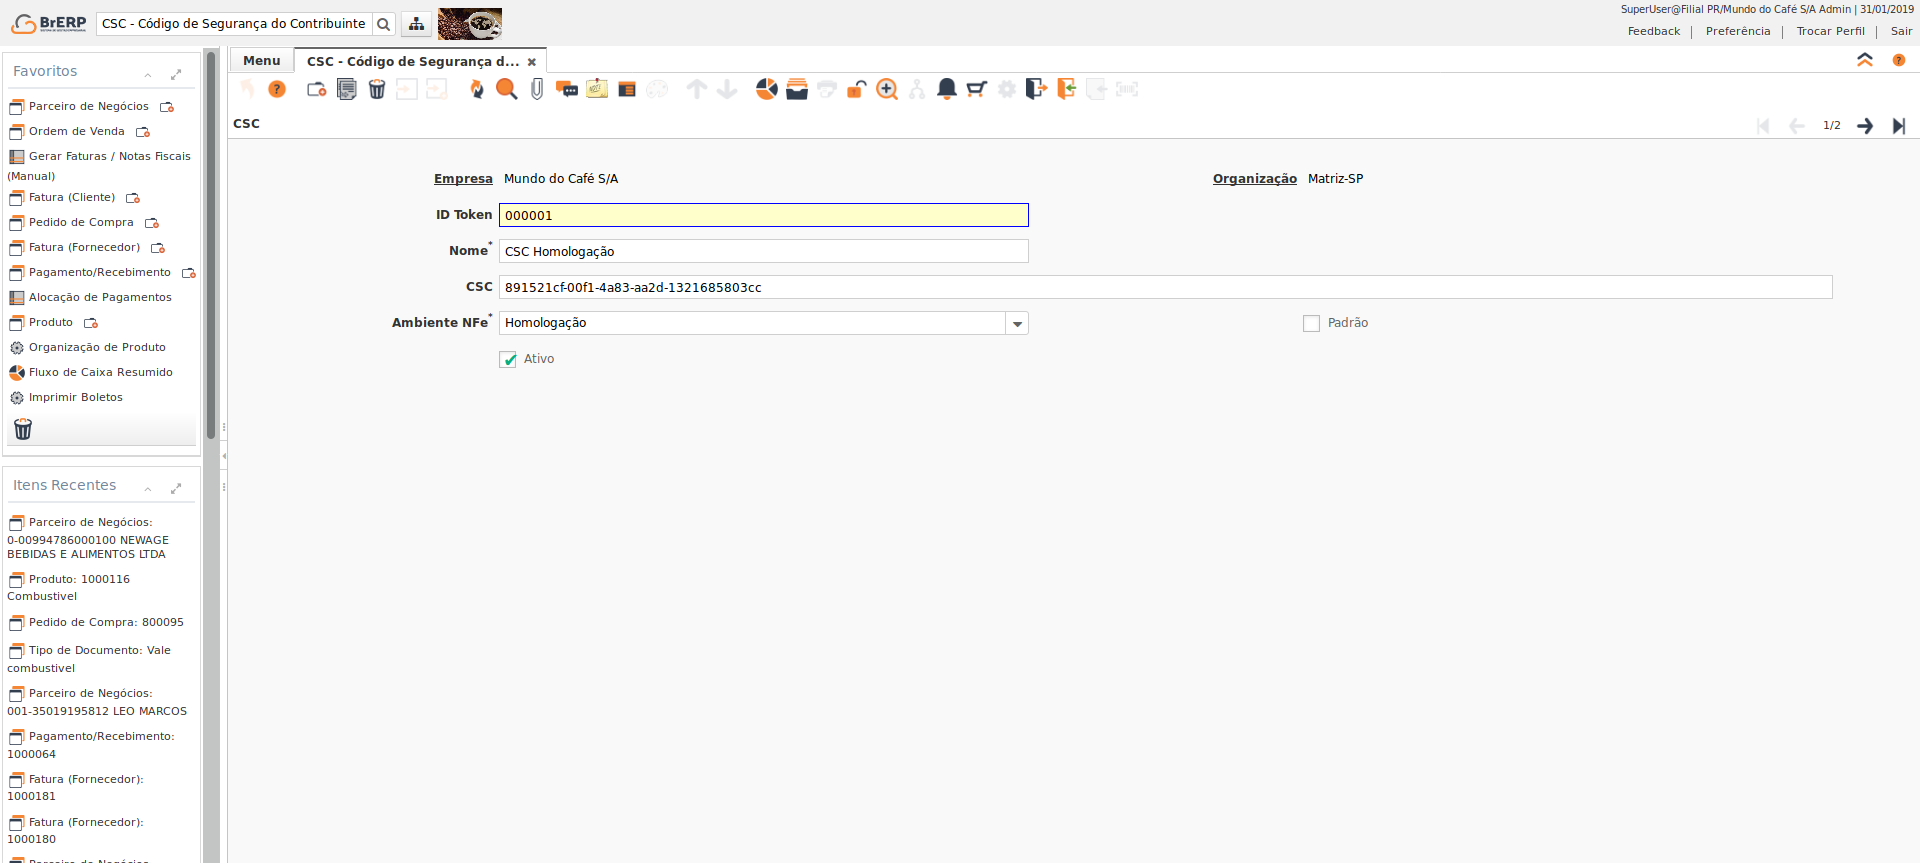 BrERP
CSC - Código de Segurança do Contribuinte
SuperUser@Filial PR/Mundo do Café S/A Admin | 31/01/2019
Feedback | Preferência | Trocar Perfil | Sair
Favoritos
Parceiro de Negócios
Ordem de Venda
Gerar Faturas / Notas Fiscais
(Manual)
Fatura (Cliente)
Pedido de Compra
Fatura (Fornecedor)
Pagamento/Recebimento
Alocação de Pagamentos
Produto
Organização de Produto
Fluxo de Caixa Resumido
Imprimir Boletos
Itens Recentes
Parceiro de Negócios:
0-00994786000100 NEWAGE
BEBIDAS E ALIMENTOS LTDA
Produto: 1000116
Combustivel
Pedido de Compra: 800095
Tipo de Documento: Vale
combustivel
Parceiro de Negócios:
001-35019195812 LEO MARCOS
Pagamento/Recebimento:
1000064
Fatura (Fornecedor):
1000181
Fatura (Fornecedor):
1000180
Parceiro de Negócios
Menu
CSC - Código de Segurança d...
CSC
1/2
Empresa Mundo do Café S/A
Organização Matriz-SP
ID Token 000001
Nome* CSC Homologação
CSC 891521cf-00f1-4a83-aa2d-1321685803cc
Ambiente NFe* Homologação
Padrão
Ativo